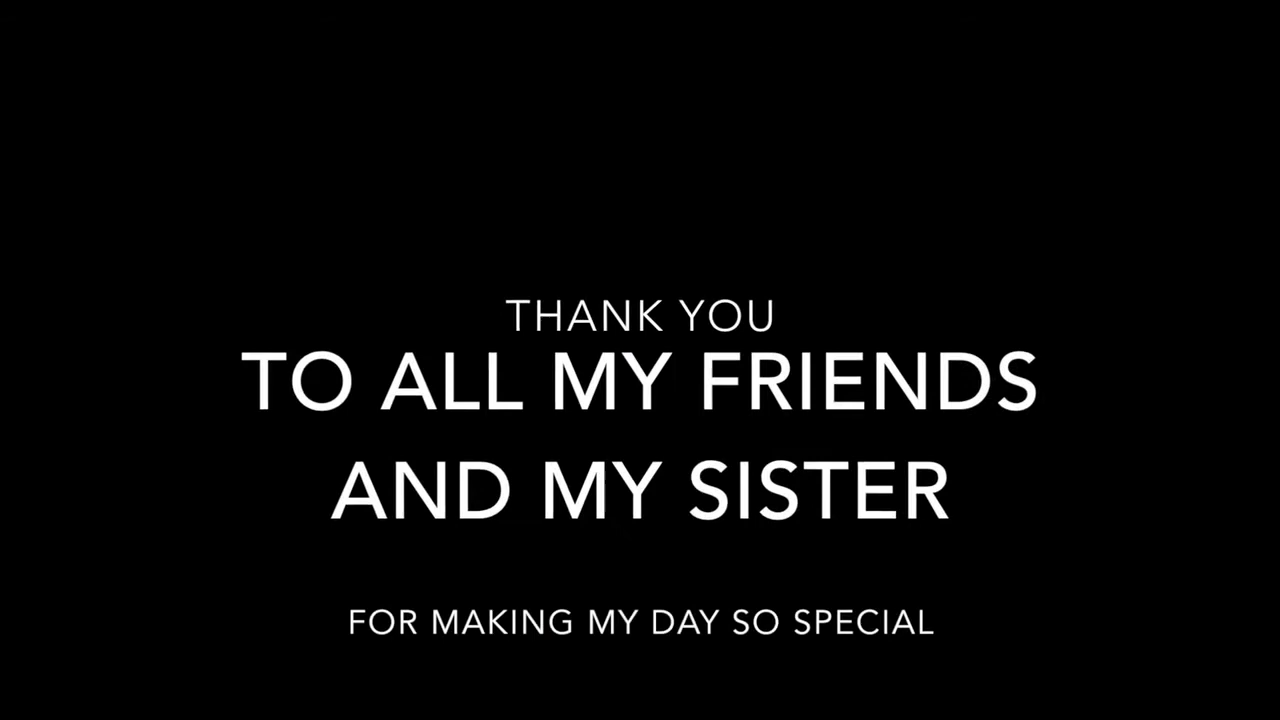 THANK YOU
TO ALL MY FRIENDS
AND MY SISTER
FOR MAKING MY DAY SO SPECIAL